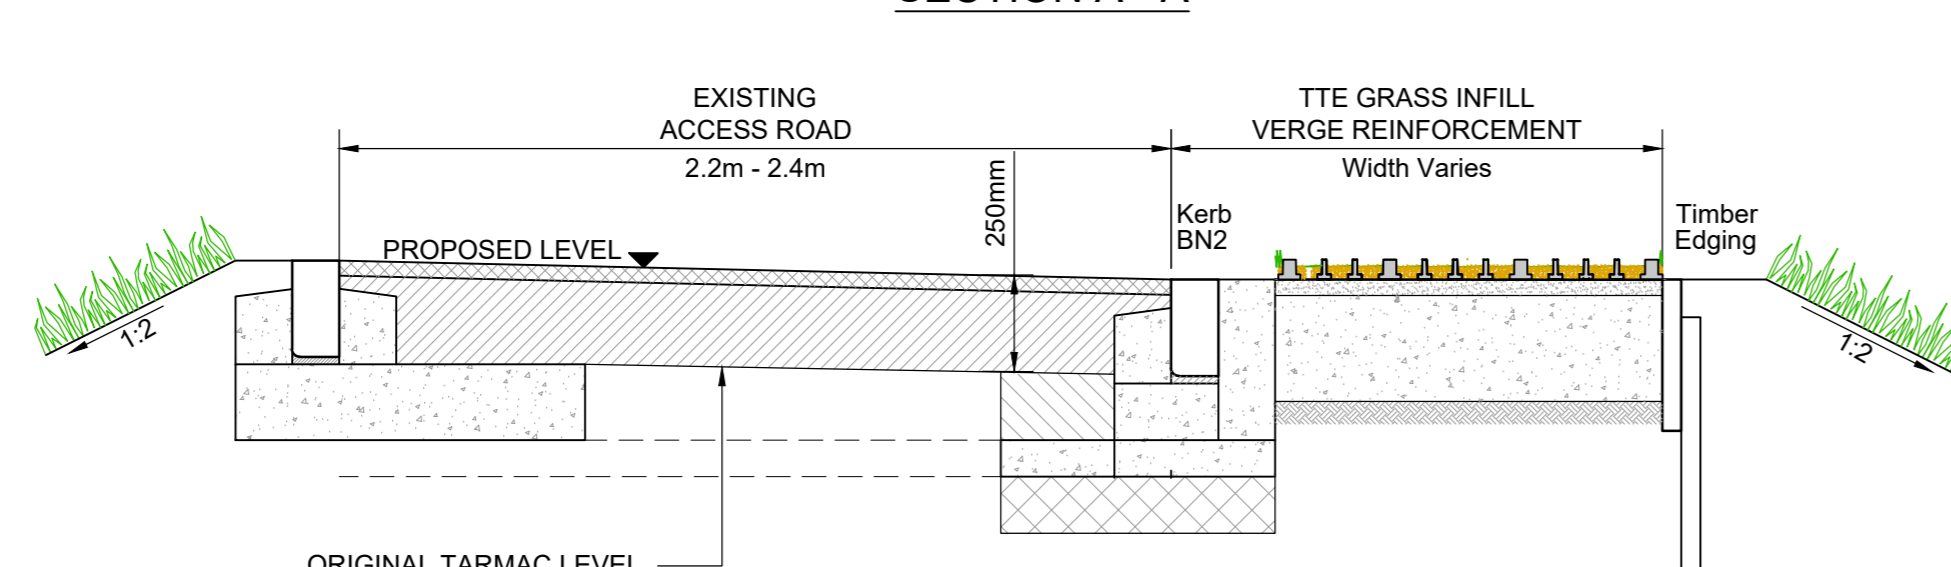 SECTION A - A
EXISTING
ACCESS ROAD
2.2m - 2.4m
TTE GRASS INFILL
VERGE REINFORCEMENT
Width Varies
250mm
Kerb
BN2
Timber
Edging
PROPOSED LEVEL
1:2
1:2
ORIGINAL TARMAC LEVEL